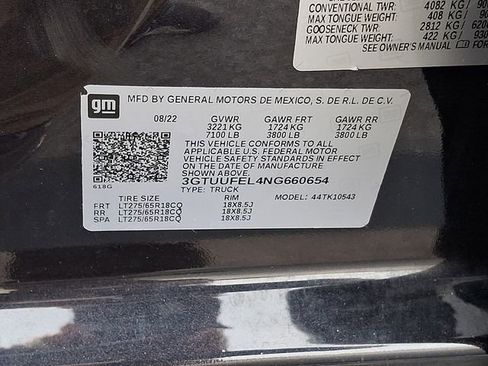 CONVENTIONAL TWR: 4082 KG/
MAX TONGUE WEIGHT: 408 KG /
GOOSENECK TWR: 2812 KG/
MAX TONGUE WEIGHT: 422 KG / 930
SEE OWNER'S MANUAL FOR
gm
MFD BY GENERAL MOTORS DE MEXICO, S. DE R.L. DE C.V.
08/22 GVWR GAWR FRT GAWR RR
3221 KG 1724 KG 1724 KG
7100 LB 3800 LB 3800 LB
THIS VEHICLE CONFORMS TO ALL APPLICABLE U.S. FEDERAL MOTOR
VEHICLE SAFETY STANDARDS IN EFFECT ON THE
DATE OF MANUFACTURE SHOWN ABOVE.
3GTUUFEL4NG660654
618G
TYPE: TRUCK
TIRE SIZE RIM MODEL: 44TK10543
FRT LT275/65R18CQ 18X8.5J
RR LT275/65R18CQ 18X8.5J
SPA LT275/65R18CQ 18X8.5J